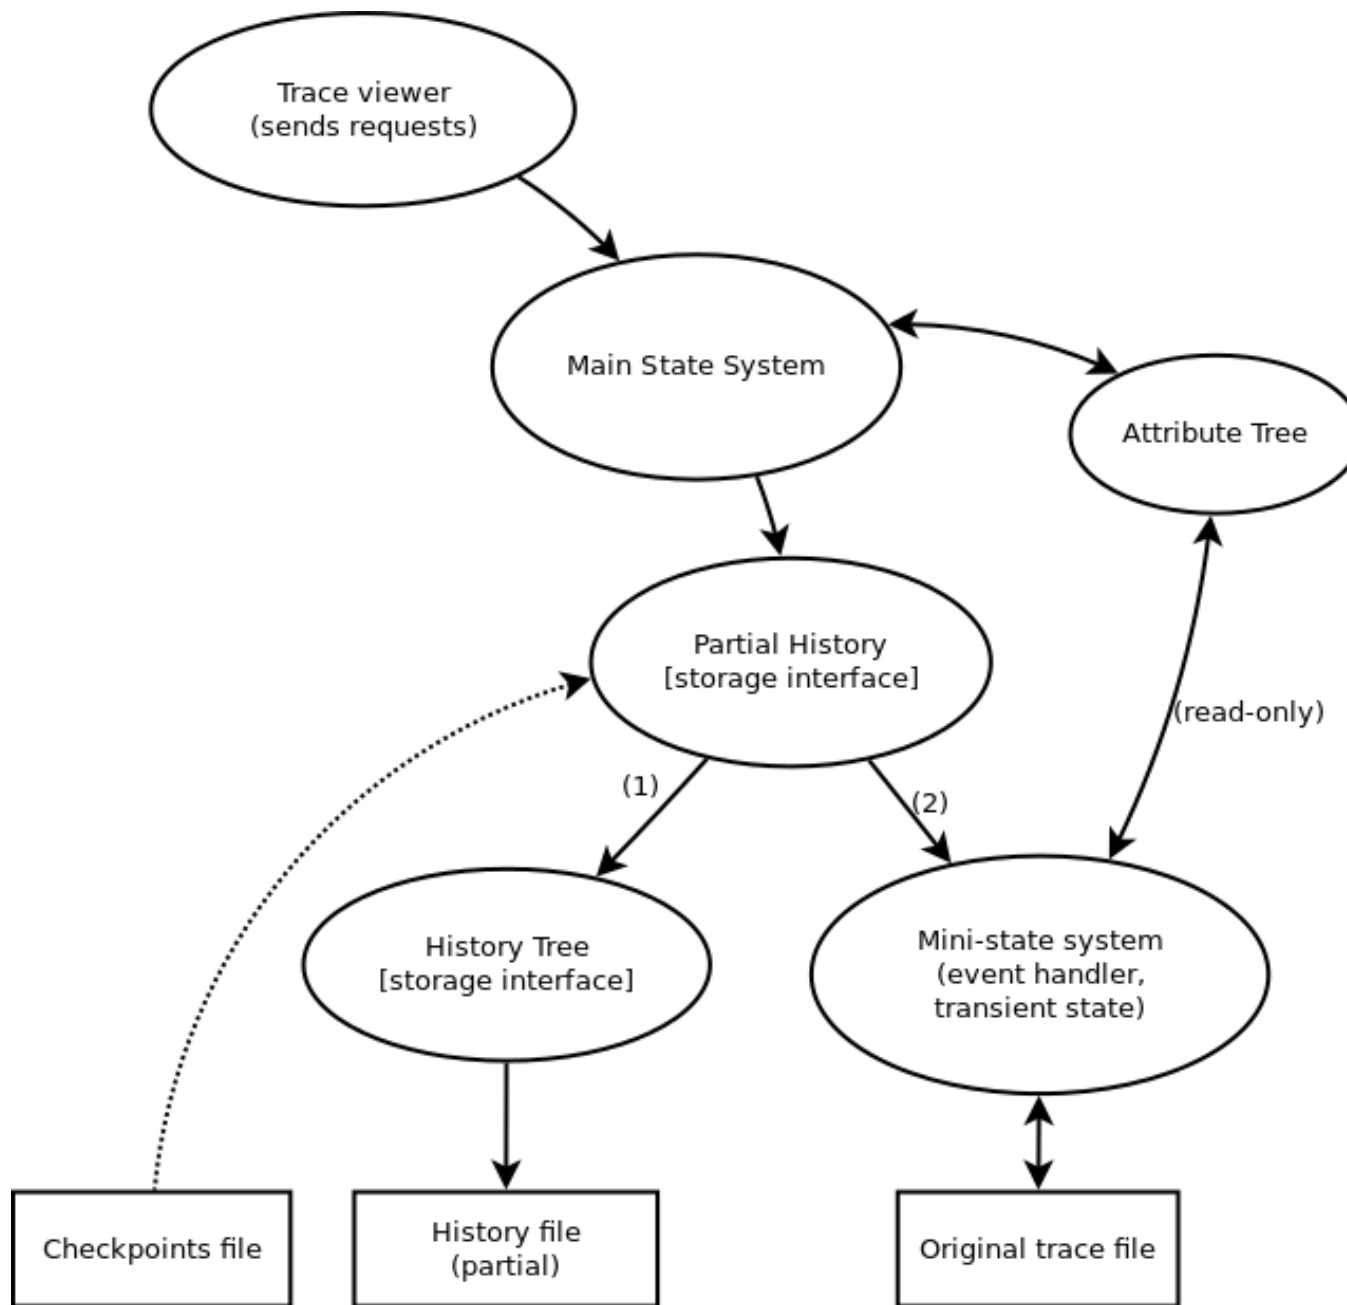 Trace viewer
(sends requests)
Main State System
Attribute Tree
Partial History
[storage interface]
(read-only)
(1)
(2)
History Tree
[storage interface]
Mini-state system
(event handler,
transient state)
Checkpoints file
History file
(partial)
Original trace file